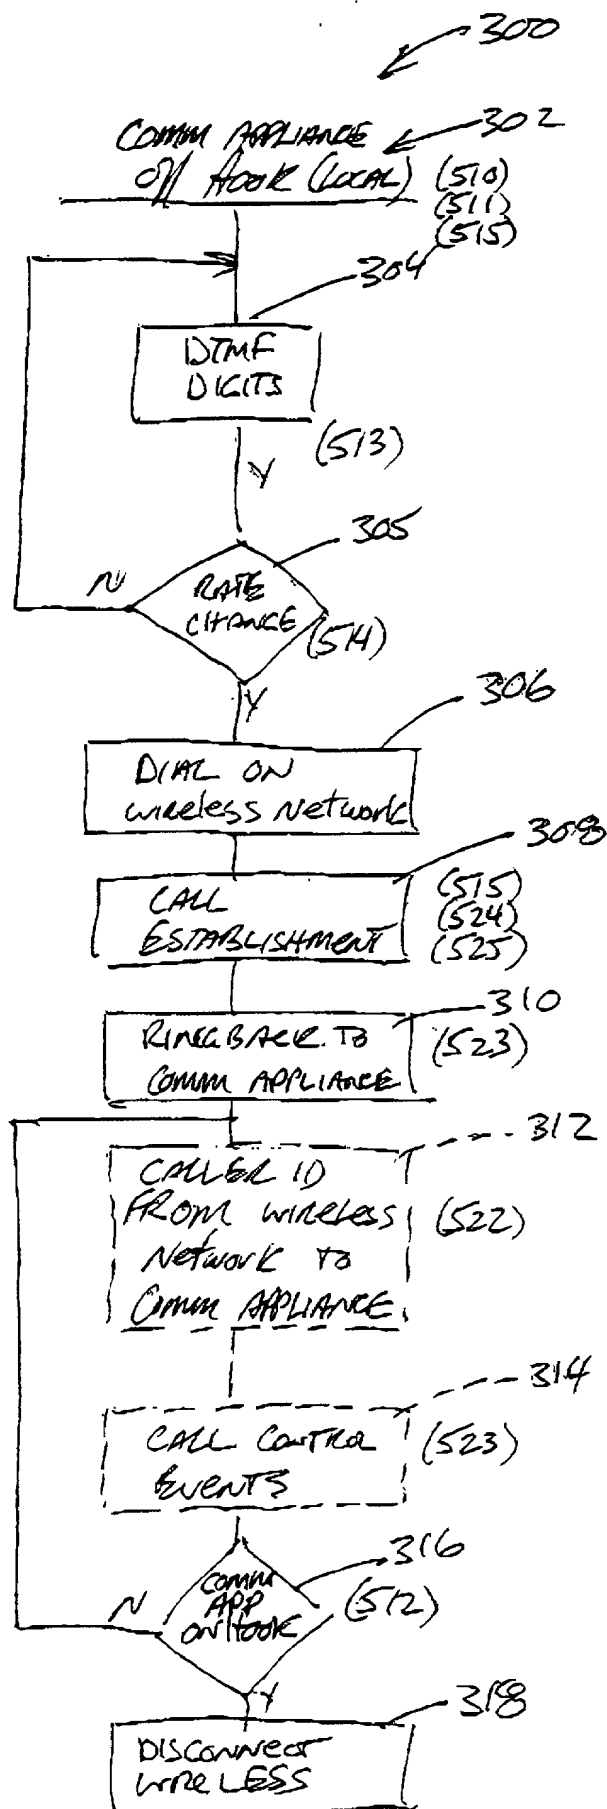 300
302
COMM APPLIANCE
Off HOOK (LOCAL)
(510)
(511)
(515)
304
DTMF
DIGITS
(513)
Y
305
N
RATE
CHANGE
(514)
Y
306
DIAL ON
wireless Network
308
CALL
ESTABLISHMENT
(515)
(524)
(525)
310
RINGBACK TO
COMM APPLIANCE
(523)
312
CALLER ID
FROM wireless
Network TO
COMM APPLIANCE
(522)
314
CALL CONTROL
EVENTS
(523)
316
N
COMM
APP
ON HOOK
(512)
Y
318
DISCONNECT
WIRELESS